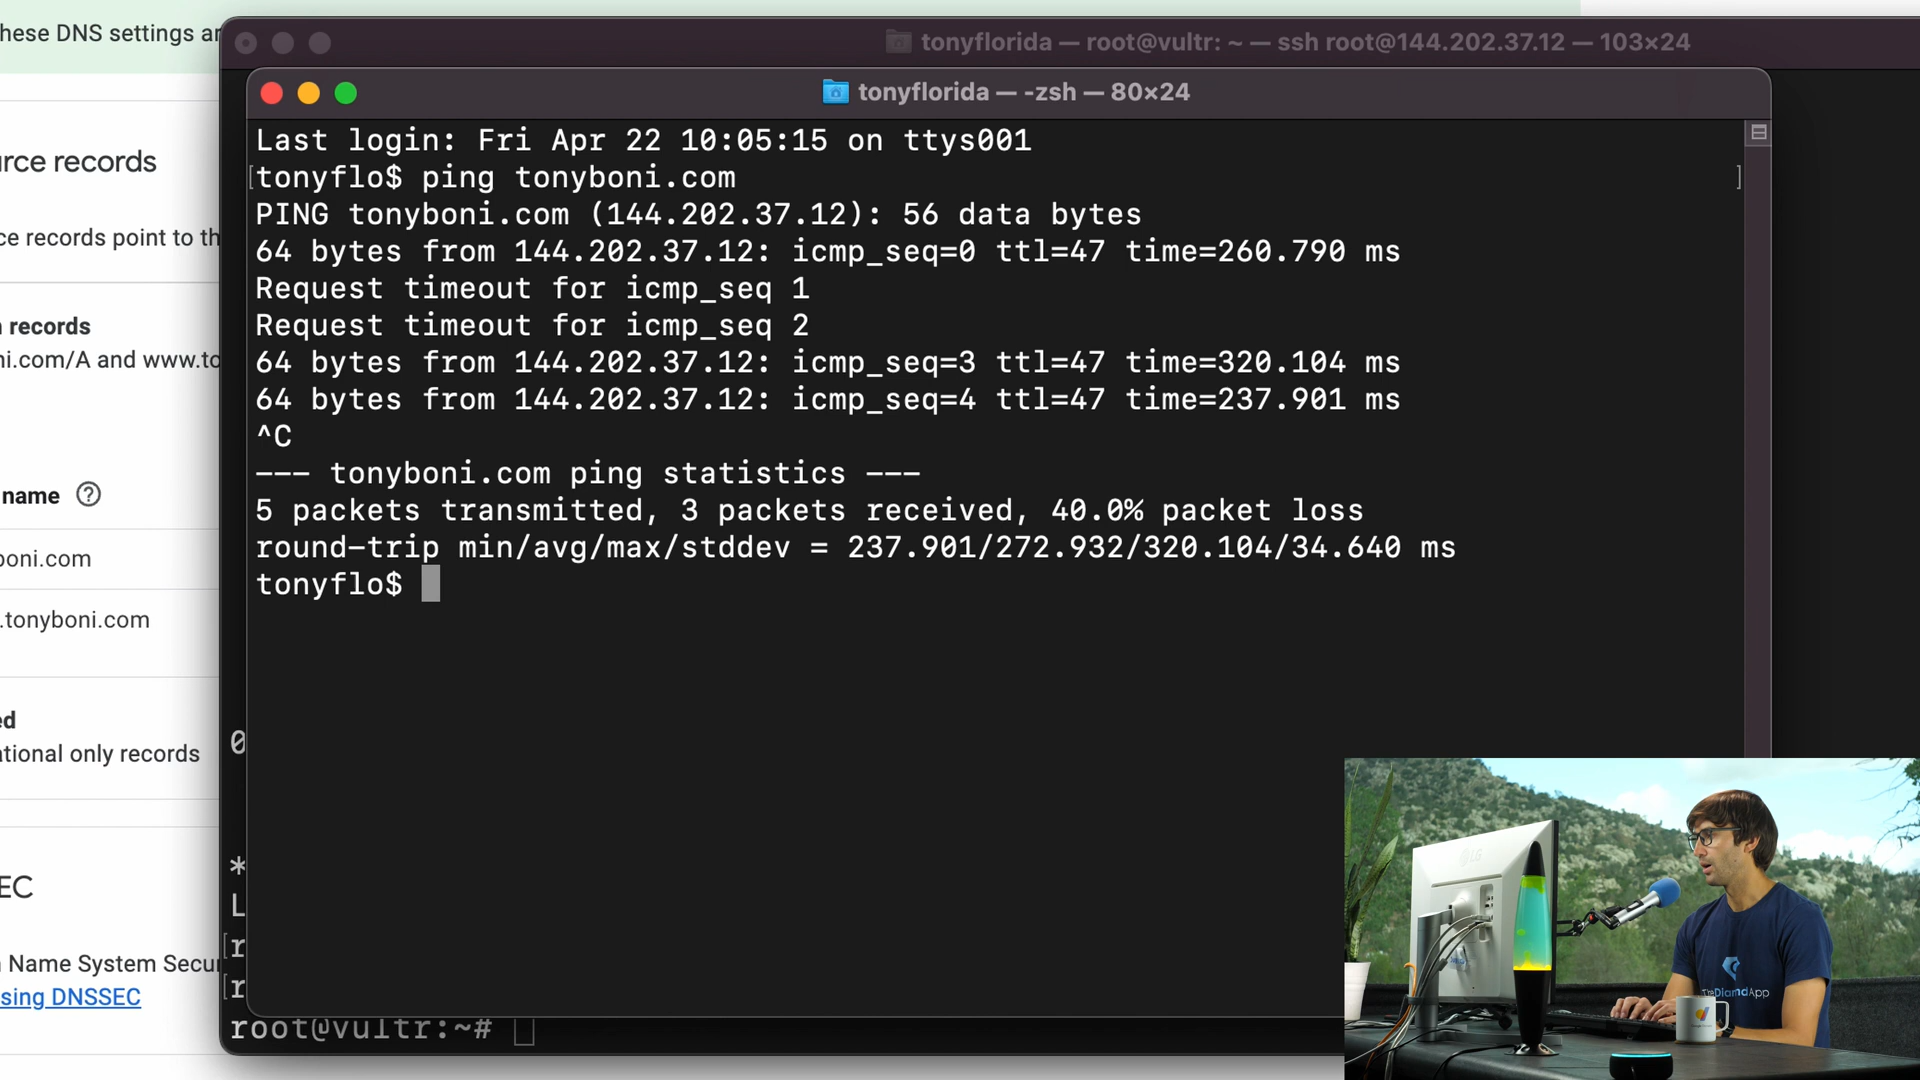 hese DNS settings ar
rce records
ce records point to th
records
ni.com/A and www.to
name
boni.com
.tonyboni.com
ed
ational only records
EC
Name System Secu
sing DNSSEC
tonyflorida — root@vultr: ~ — ssh root@144.202.37.12 — 103×24
tonyflorida — -zsh — 80×24
Last login: Fri Apr 22 10:05:15 on ttys001
[tonyflo$ ping tonyboni.com ]
PING tonyboni.com (144.202.37.12): 56 data bytes
64 bytes from 144.202.37.12: icmp_seq=0 ttl=47 time=260.790 ms
Request timeout for icmp_seq 1
Request timeout for icmp_seq 2
64 bytes from 144.202.37.12: icmp_seq=3 ttl=47 time=320.104 ms
64 bytes from 144.202.37.12: icmp_seq=4 ttl=47 time=237.901 ms
^C
--- tonyboni.com ping statistics ---
5 packets transmitted, 3 packets received, 40.0% packet loss
round-trip min/avg/max/stddev = 237.901/272.932/320.104/34.640 ms
tonyflo$
0
*
L
[r
[r
root@vultr:~#
LG
TheDiamondApp